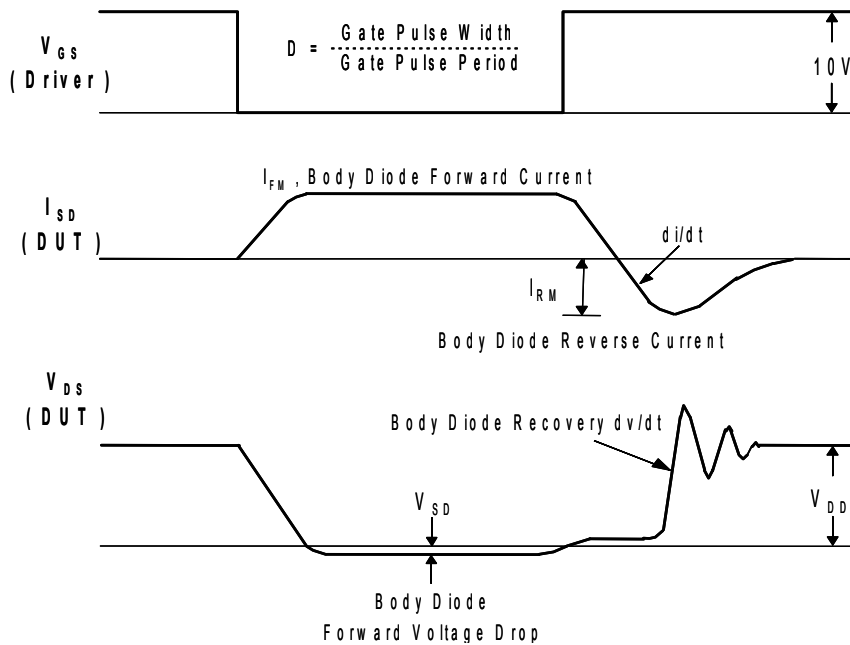 V GS
(Driver)
D = Gate Pulse Width
Gate Pulse Period
10V
I FM , Body Diode Forward Current
I SD
(DUT)
di/dt
I RM
Body Diode Reverse Current
V DS
(DUT)
Body Diode Recovery dv/dt
V SD
V DD
Body Diode
Forward Voltage Drop